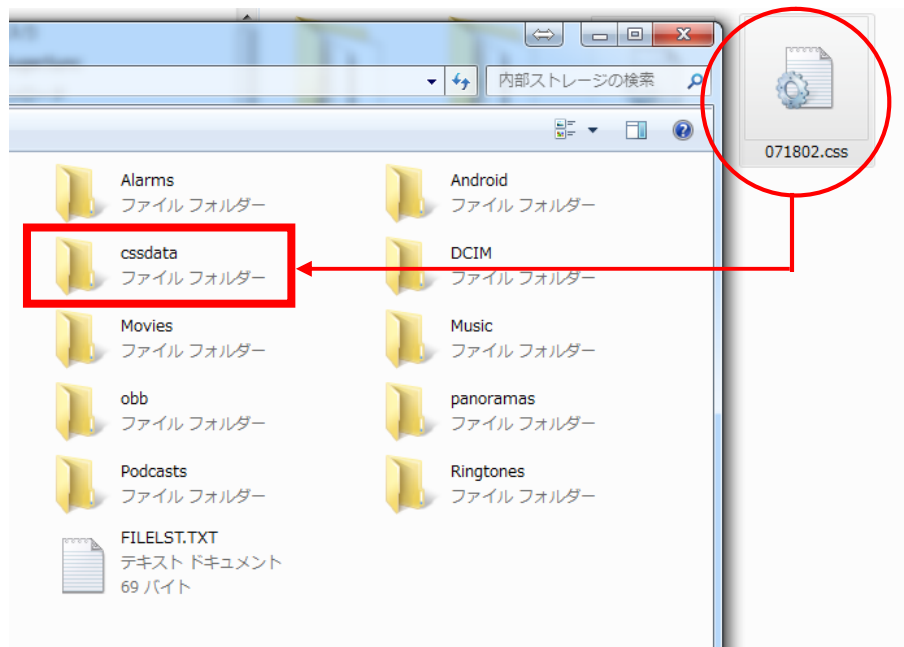 内部ストレージの検索
071802.css
Alarms
ファイル フォルダー
Android
ファイル フォルダー
cssdata
ファイル フォルダー
DCIM
ファイル フォルダー
Movies
ファイル フォルダー
Music
ファイル フォルダー
obb
ファイル フォルダー
panoramas
ファイル フォルダー
Podcasts
ファイル フォルダー
Ringtones
ファイル フォルダー
FILELST.TXT
テキスト ドキュメント
69 バイト